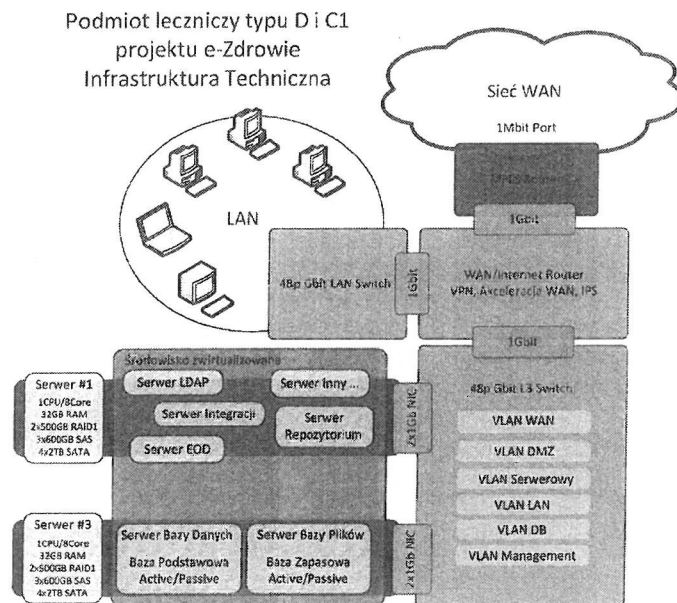 Podmiot leczniczy typu D i C1
projektu e-Zdrowie
Infrastruktura Techniczna
Sieć WAN
1Mbit Port
1Gbit
LAN
48p Gbit LAN Switch
1Gbit
WAN/Internet Router
VPN, Akceleracja WAN, IPS
1Gbit
Środowisko zwirtualizowane
Serwer #1
1CPU/8Core
32GB RAM
2x500GB RAID1
3x600GB SAS
4x2TB SATA
Serwer LDAP
Serwer Inny ...
Serwer Integracji
Serwer
Repozytorium
Serwer EOD
2x1Gb NIC
48p Gbit L3 Switch
VLAN WAN
VLAN DMZ
VLAN Serwerowy
VLAN LAN
VLAN DB
VLAN Management
Serwer #3
1CPU/8Core
32GB RAM
2x500GB RAID1
3x600GB SAS
4x2TB SATA
Serwer Bazy Danych
Baza Podstawowa
Active/Passive
Serwer Bazy Plików
Baza Zapasowa
Active/Passive
2x1Gb NIC